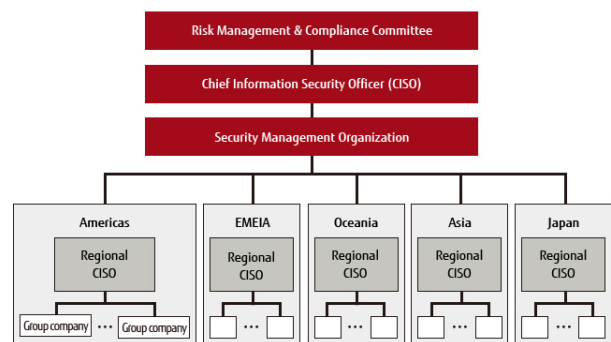 Risk Management & Compliance Committee
Chief Information Security Officer (CISO)
Security Management Organization
Americas
EMEIA
Oceania
Asia
Japan
Regional
CISO
Regional
CISO
Regional
CISO
Regional
CISO
Regional
CISO
Group company
...
Group company
...
...
...
...